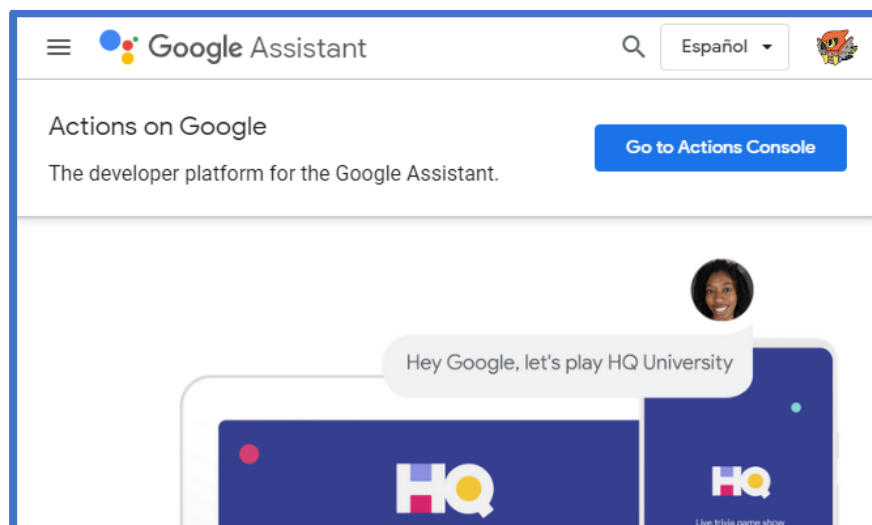 Google Assistant
Español
Actions on Google
The developer platform for the Google Assistant.
Go to Actions Console
Hey Google, let's play HQ University
HQ
HQ
Live trivia game show